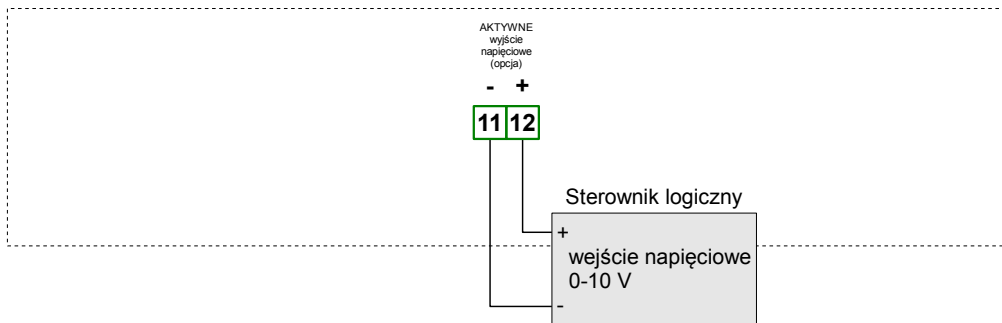 AKTYWNE
wyjście
napięciowe
(opcja)
- +
11 12
Sterownik logiczny
+
wejście napięciowe
0-10 V
-